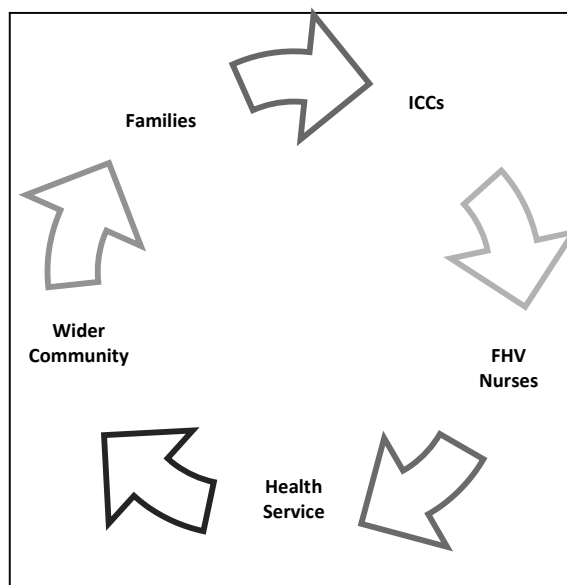 Families
ICCs
Wider
Community
FHV
Nurses
Health
Service